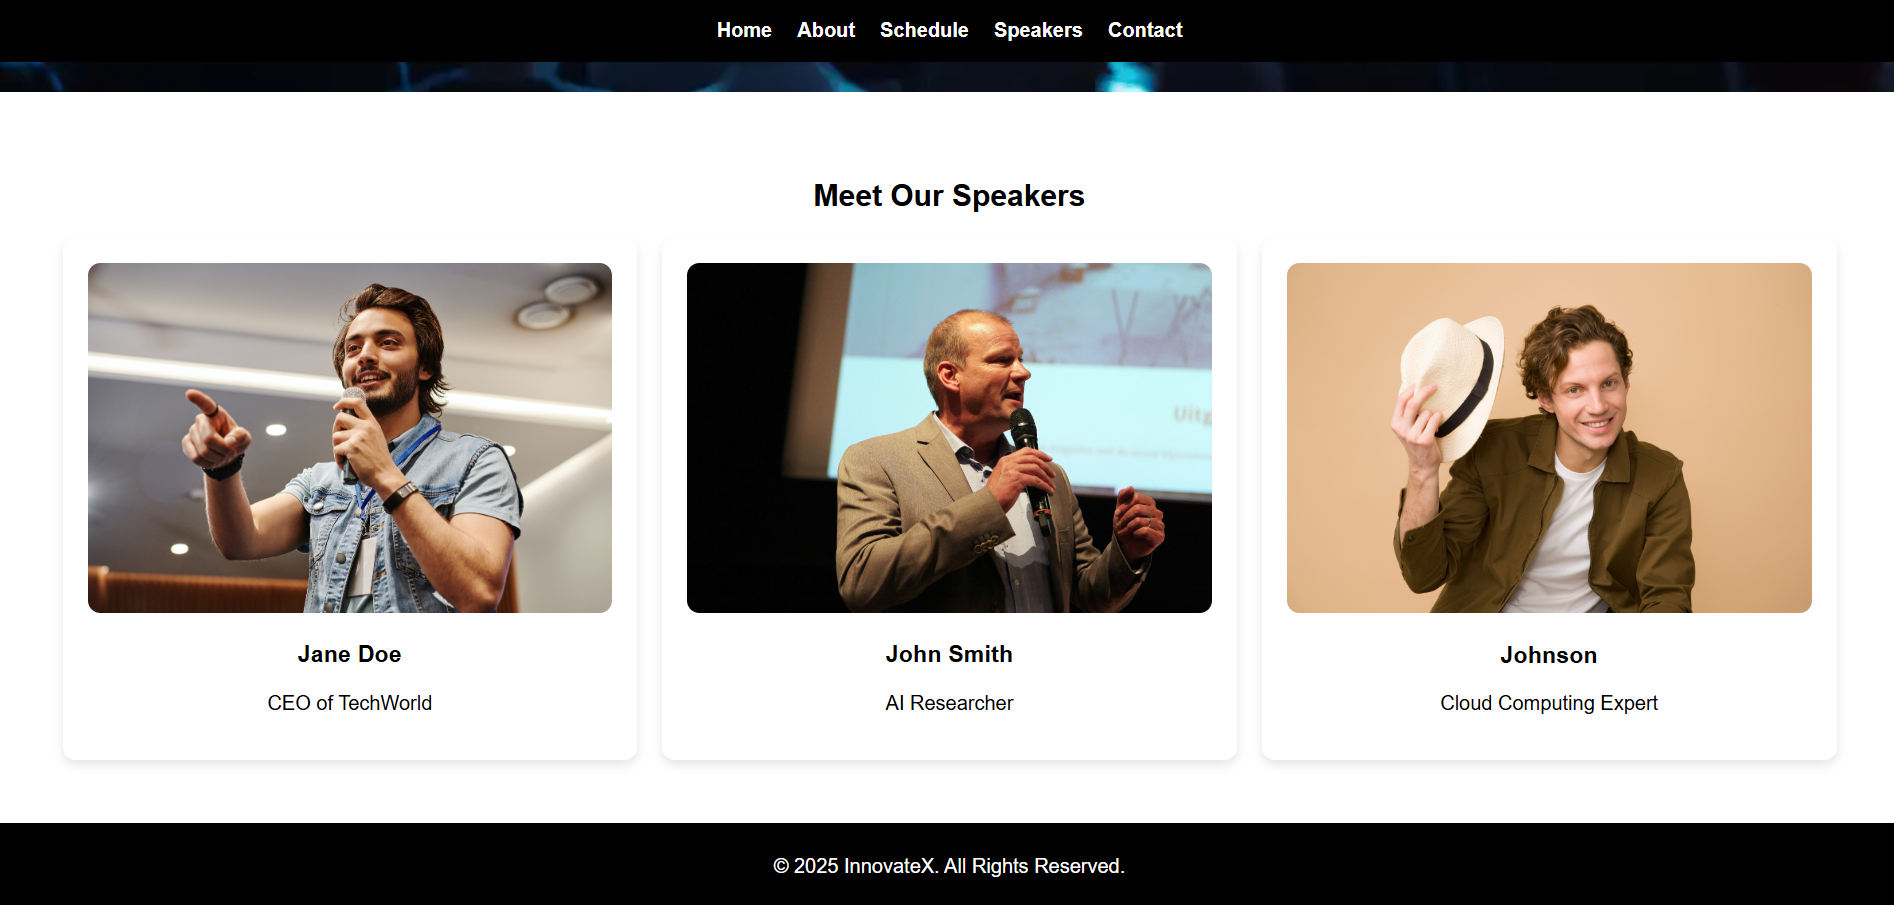 Home About Schedule Speakers Contact
Meet Our Speakers
Uitg
Jane Doe
CEO of TechWorld
John Smith
AI Researcher
Johnson
Cloud Computing Expert
© 2025 InnovateX. All Rights Reserved.